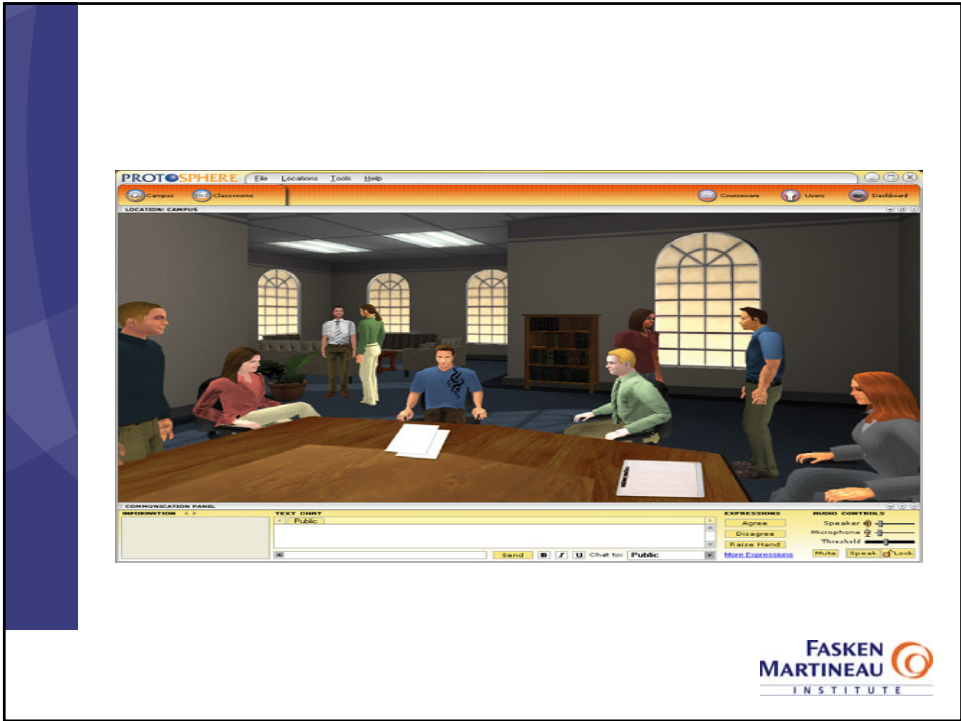 PROTOSPHERE File Locations Tools Help
Campus Classrooms Courseware Users Dashboard
LOCATION: CAMPUS
COMMUNICATION PANEL
INFORMATION TEXT CHAT EXPRESSIONS AUDIO CONTROLS
Public Agree Speaker
Disagree Microphone
Raise Hand Threshold
Send B I U Chat to: Public More Expressions Mute Speak Lock
FASKEN
MARTINEAU
INSTITUTE